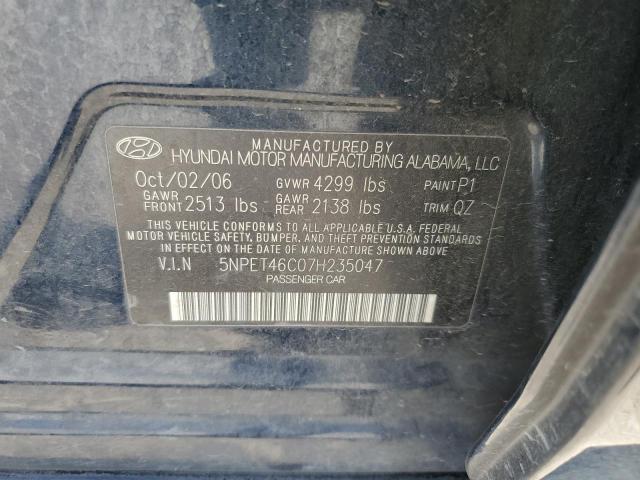 MANUFACTURED BY
HYUNDAI MOTOR MANUFACTURING ALABAMA, LLC
Oct/02/06 GVWR 4299 lbs PAINT P1
GAWR FRONT 2513 lbs GAWR REAR 2138 lbs TRIM QZ
THIS VEHICLE CONFORMS TO ALL APPLICABLE U.S.A. FEDERAL
MOTOR VEHICLE SAFETY, BUMPER, AND THEFT PREVENTION STANDARDS
IN EFFECT ON THE DATE OF MANUFACTURE SHOWN ABOVE.
V.I.N 5NPET46C07H235047
PASSENGER CAR